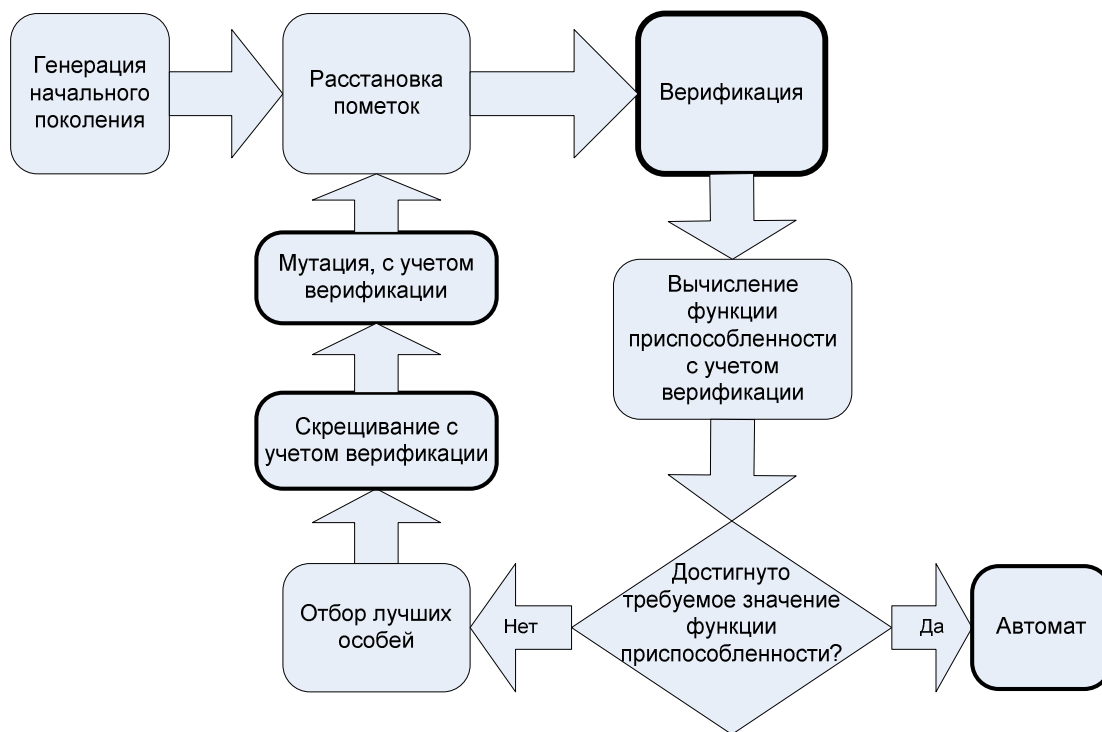 Генерация
начального
поколения
Расстановка
пометок
Верификация
Мутация, с учетом
верификации
Вычисление
функции
приспособленности
с учетом
верификации
Скрещивание с
учетом верификации
Отбор лучших
особей
Нет
Достигнуто
требуемое значение
функции
приспособленности?
Да
Автомат